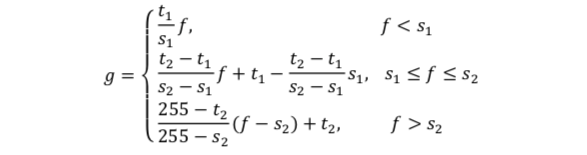 g = { t₁/s₁ f, f < s₁
(t₂ − t₁)/(s₂ − s₁) f + t₁ − (t₂ − t₁)/(s₂ − s₁) s₁, s₁ ≤ f ≤ s₂
(255 − t₂)/(255 − s₂) (f − s₂) + t₂, f > s₂